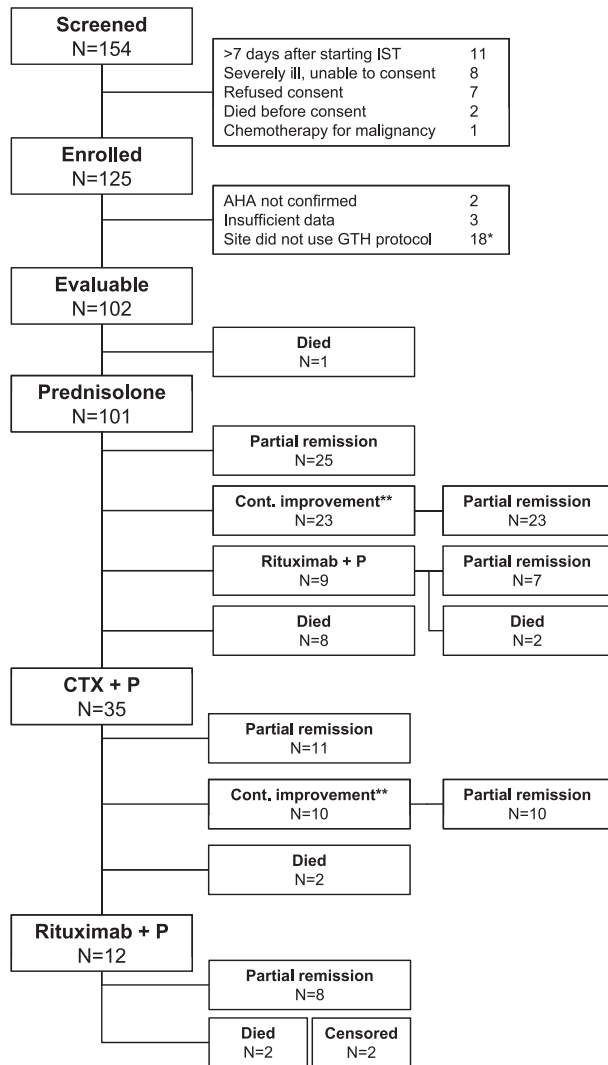 Screened
N=154
>7 days after starting IST 11
Severely ill, unable to consent 8
Refused consent 7
Died before consent 2
Chemotherapy for malignancy 1
Enrolled
N=125
AHA not confirmed 2
Insufficient data 3
Site did not use GTH protocol 18*
Evaluable
N=102
Died
N=1
Prednisolone
N=101
Partial remission
N=25
Cont. improvement**
N=23
Partial remission
N=23
Rituximab + P
N=9
Partial remission
N=7
Died
N=8
Died
N=2
CTX + P
N=35
Partial remission
N=11
Cont. improvement**
N=10
Partial remission
N=10
Died
N=2
Rituximab + P
N=12
Partial remission
N=8
Died
N=2
Censored
N=2